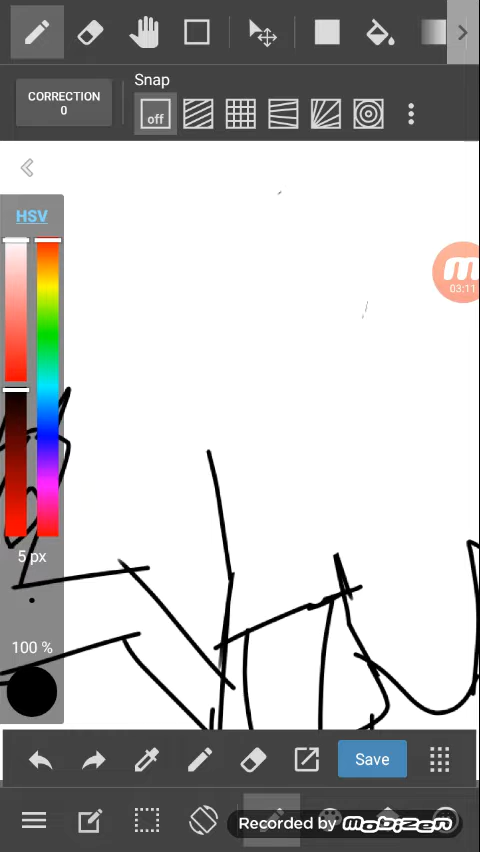 Snap
CORRECTION
0
off
HSV
03:11
5 px
100 %
Save
Recorded by MOBIZEN